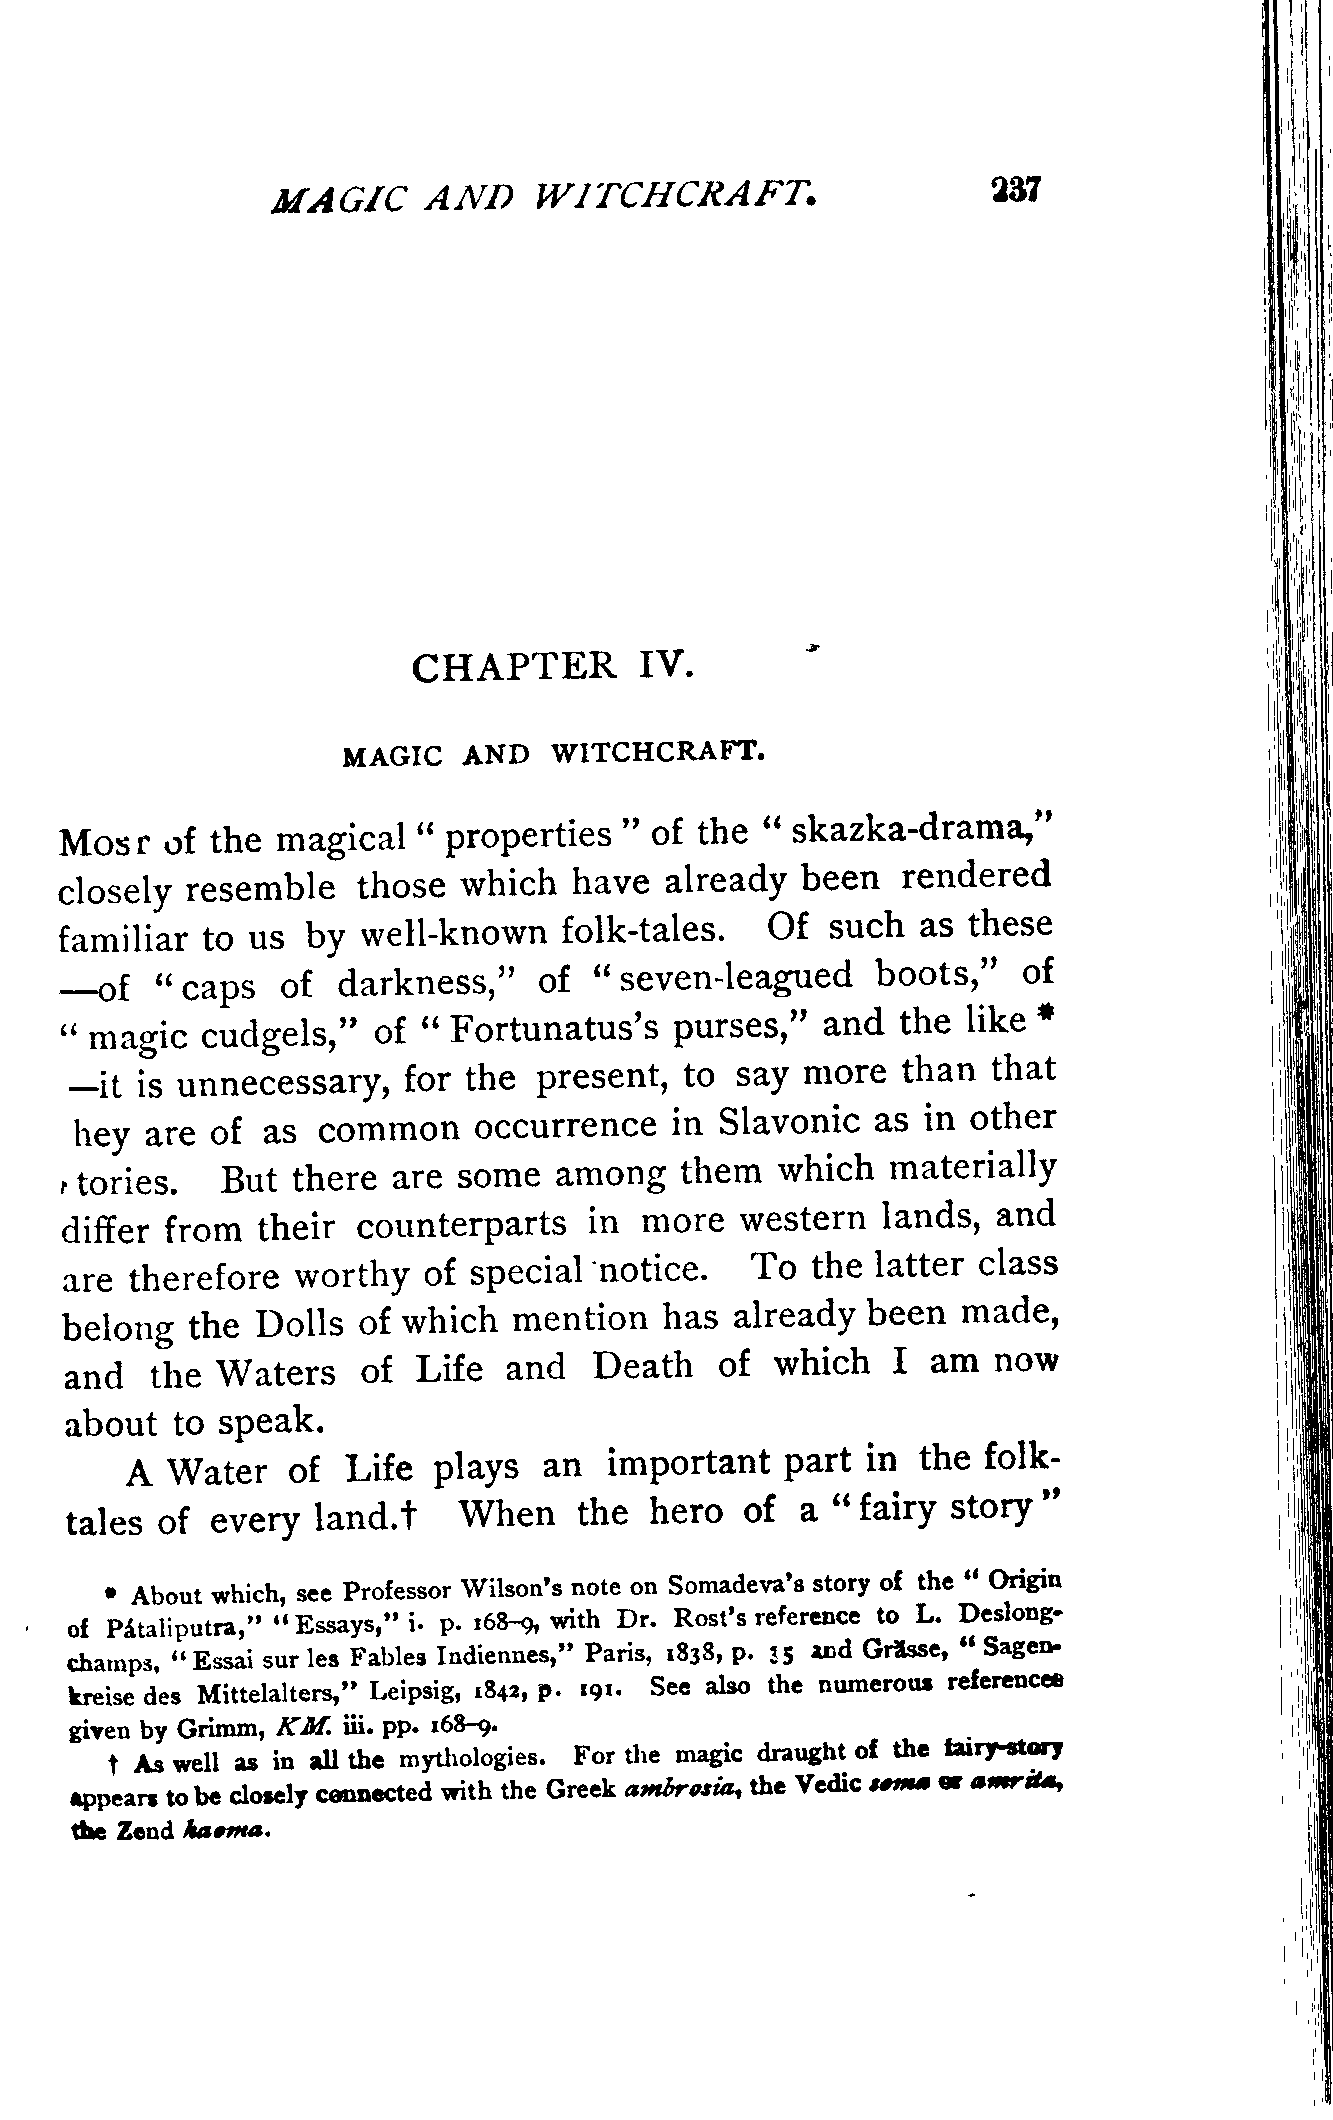 MAGIC AND WITCHCRAFT. 237
CHAPTER IV.
MAGIC AND WITCHCRAFT.
Most of the magical “ properties ” of the “ skazka-drama,”
closely resemble those which have already been rendered
familiar to us by well-known folk-tales. Of such as these
—of “ caps of darkness,” of “ seven-leagued boots,” of
“ magic cudgels,” of “ Fortunatus’s purses,” and the like *
—it is unnecessary, for the present, to say more than that
hey are of as common occurrence in Slavonic as in other
tories. But there are some among them which materially
differ from their counterparts in more western lands, and
are therefore worthy of special notice. To the latter class
belong the Dolls of which mention has already been made,
and the Waters of Life and Death of which I am now
about to speak.
A Water of Life plays an important part in the folk-
tales of every land.† When the hero of a “ fairy story ”
* About which, see Professor Wilson’s note on Somadeva’s story of the “ Origin
of Pátaliputra,” “ Essays,” i. p. 168–9, with Dr. Rost’s reference to L. Deslong-
champs, “ Essai sur les Fables Indiennes,” Paris, 1838, p. 35 and Grässe, “ Sagen-
kreise des Mittelalters,” Leipsig, 1842, p. 191. See also the numerous references
given by Grimm, KM. iii. pp. 168–9.
† As well as in all the mythologies. For the magic draught of the fairy-story
appears to be closely connected with the Greek ambrosia, the Vedic soma or amrita,
the Zend haoma.